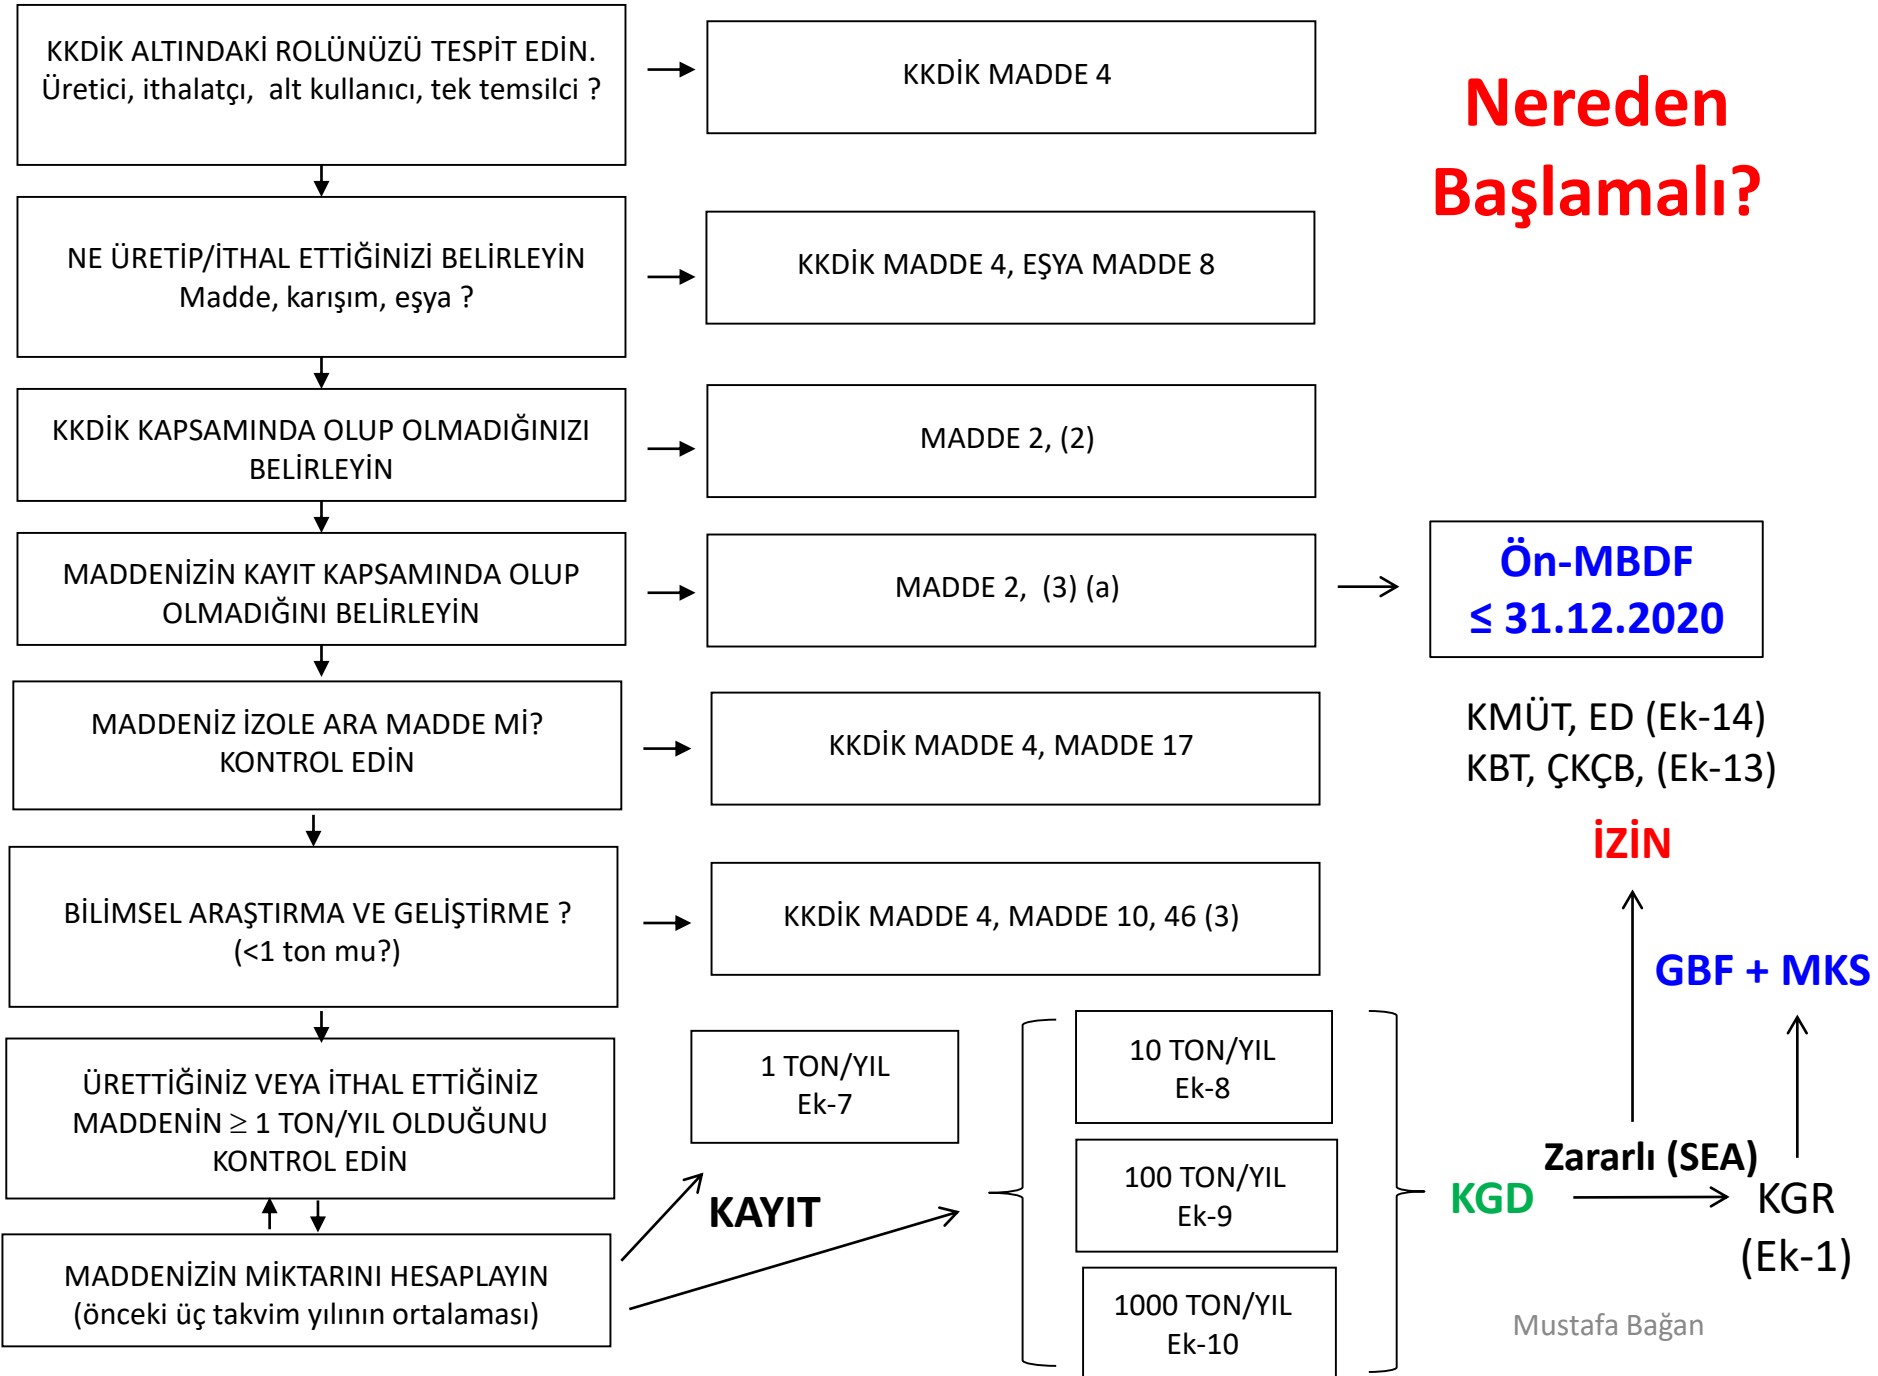 KKDİK ALTINDAKİ ROLÜNÜZÜ TESPİT EDİN.
Üretici, ithalatçı, alt kullanıcı, tek temsilci ?
KKDİK MADDE 4
Nereden
Başlamalı?
NE ÜRETİP/İTHAL ETTİĞİNİZİ BELİRLEYİN
Madde, karışım, eşya ?
KKDİK MADDE 4, EŞYA MADDE 8
KKDİK KAPSAMINDA OLUP OLMADIĞINIZI
BELİRLEYİN
MADDE 2, (2)
MADDENİZİN KAYIT KAPSAMINDA OLUP
OLMADIĞINI BELİRLEYİN
MADDE 2, (3) (a)
Ön-MBDF
≤ 31.12.2020
MADDENİZ İZOLE ARA MADDE Mİ?
KONTROL EDİN
KKDİK MADDE 4, MADDE 17
KMÜT, ED (Ek-14)
KBT, ÇKÇB, (Ek-13)
İZİN
BİLİMSEL ARAŞTIRMA VE GELİŞTİRME ?
(<1 ton mu?)
KKDİK MADDE 4, MADDE 10, 46 (3)
GBF + MKS
ÜRETTİĞİNİZ VEYA İTHAL ETTİĞİNİZ
MADDENİN ≥ 1 TON/YIL OLDUĞUNU
KONTROL EDİN
1 TON/YIL
Ek-7
10 TON/YIL
Ek-8
100 TON/YIL
Ek-9
1000 TON/YIL
Ek-10
KAYIT
MADDENİZİN MİKTARINI HESAPLAYIN
(önceki üç takvim yılının ortalaması)
Zararlı (SEA)
KGD
KGR
(Ek-1)
Mustafa Bağan